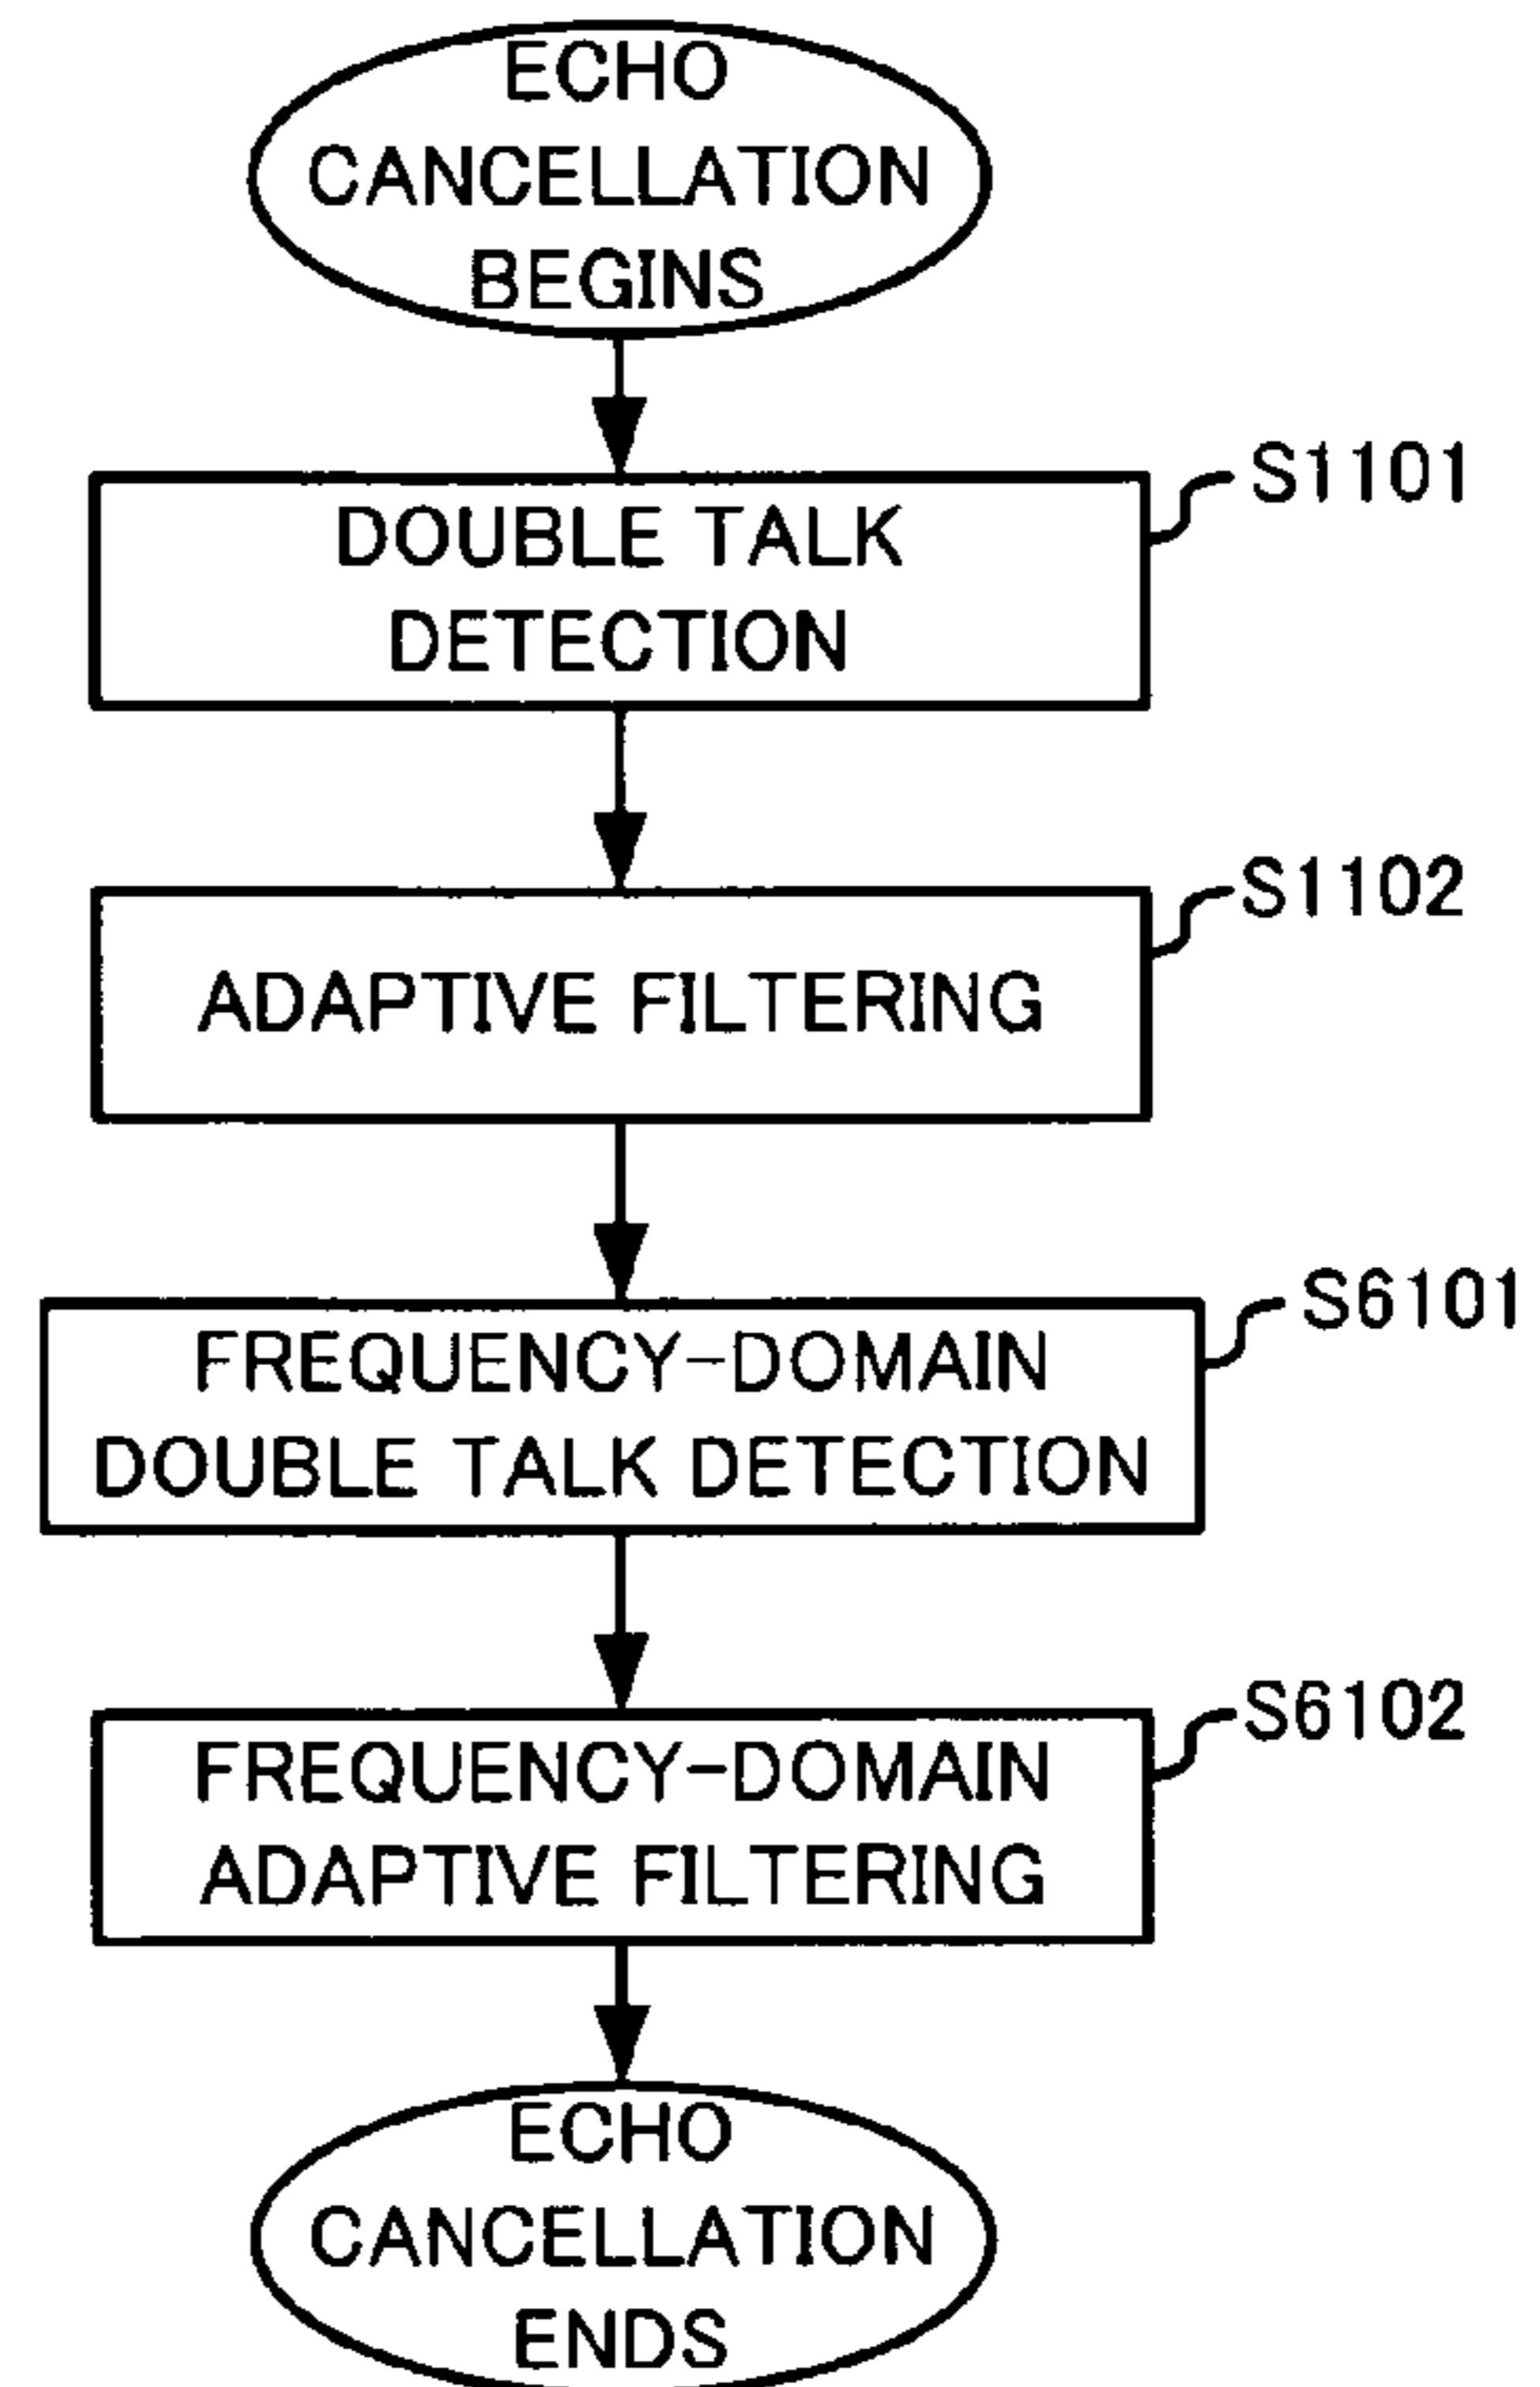 ECHO
CANCELLATION
BEGINS
S1101
DOUBLE TALK
DETECTION
S1102
ADAPTIVE FILTERING
S6101
FREQUENCY-DOMAIN
DOUBLE TALK DETECTION
S6102
FREQUENCY-DOMAIN
ADAPTIVE FILTERING
ECHO
CANCELLATION
ENDS